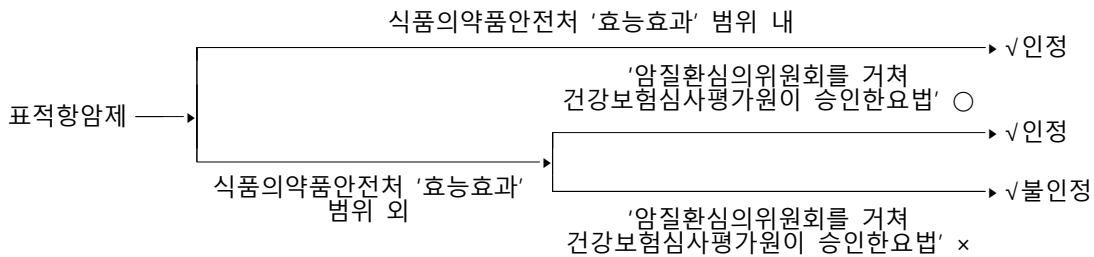 식품의약품안전처 '효능효과' 범위 내
√인정
'암질환심의위원회를 거쳐
건강보험심사평가원이 승인한요법' ○
표적항암제
√인정
식품의약품안전처 '효능효과'
범위 외
√불인정
'암질환심의위원회를 거쳐
건강보험심사평가원이 승인한요법' ×